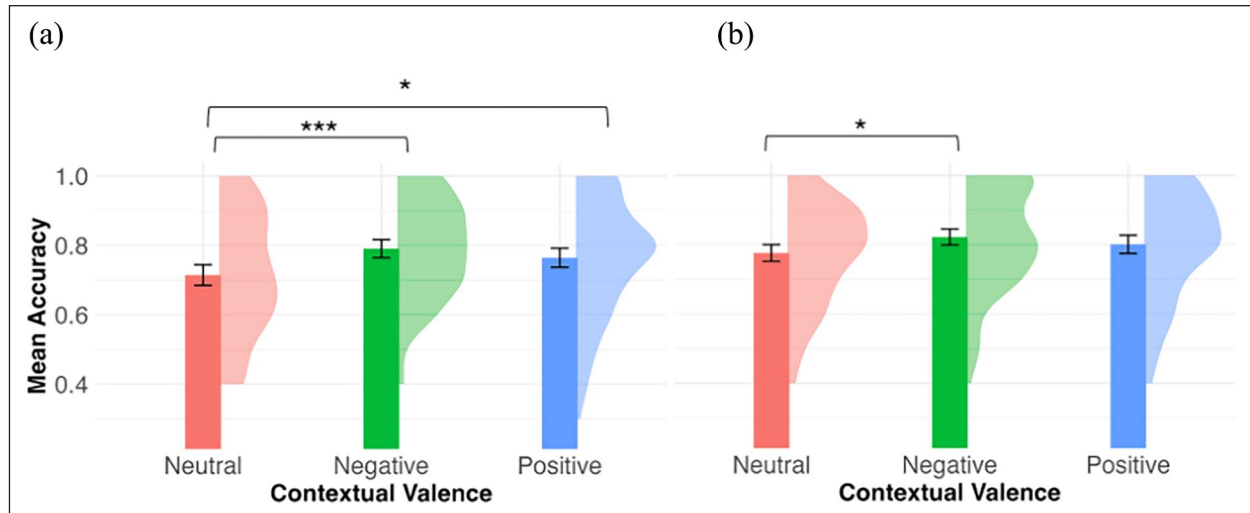 (a)
(b)
*
***
*
Mean Accuracy
1.0
0.8
0.6
0.4
Neutral Negative Positive
Contextual Valence
Neutral Negative Positive
Contextual Valence